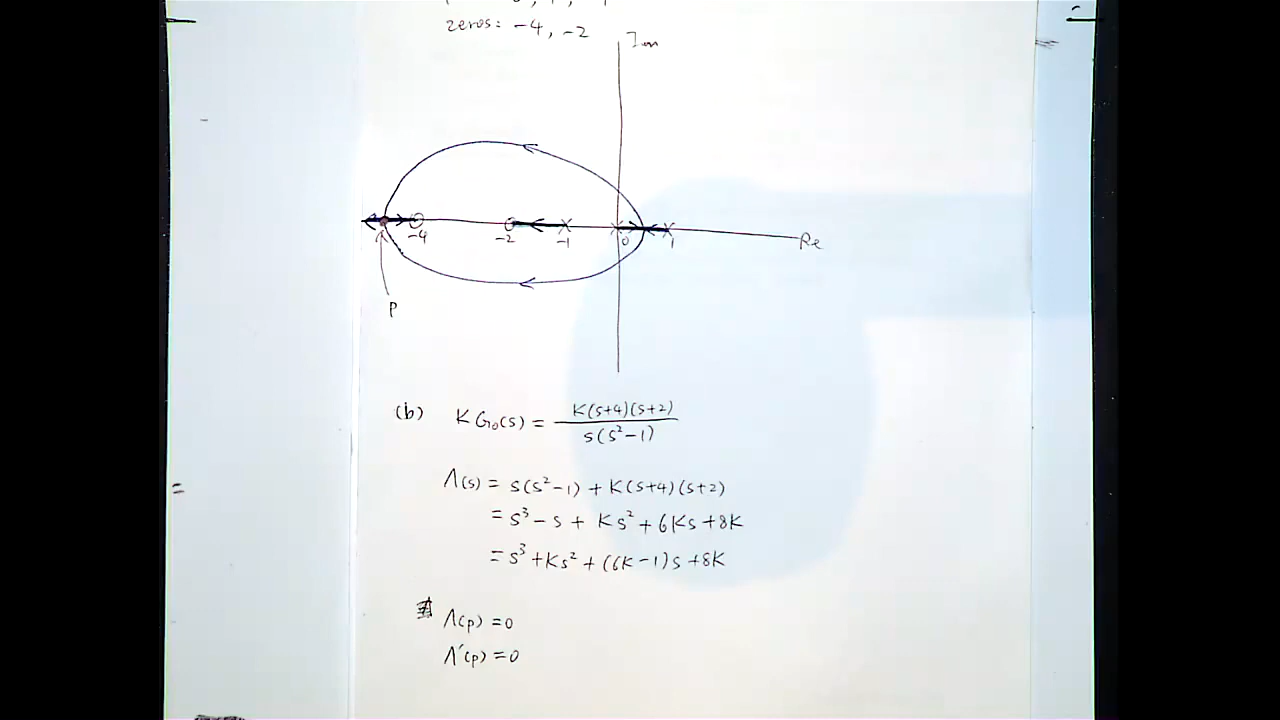 zeros: -4, -2
Im
-4 -2 -1 0 1 Re
P
(b) KG₀(s) = K(s+4)(s+2) / s(s²-1)
Λ(s) = s(s²-1) + K(s+4)(s+2)
= s³ - s + Ks² + 6Ks + 8K
= s³ + Ks² + (6K-1)s + 8K
Λ(p) = 0
Λ'(p) = 0